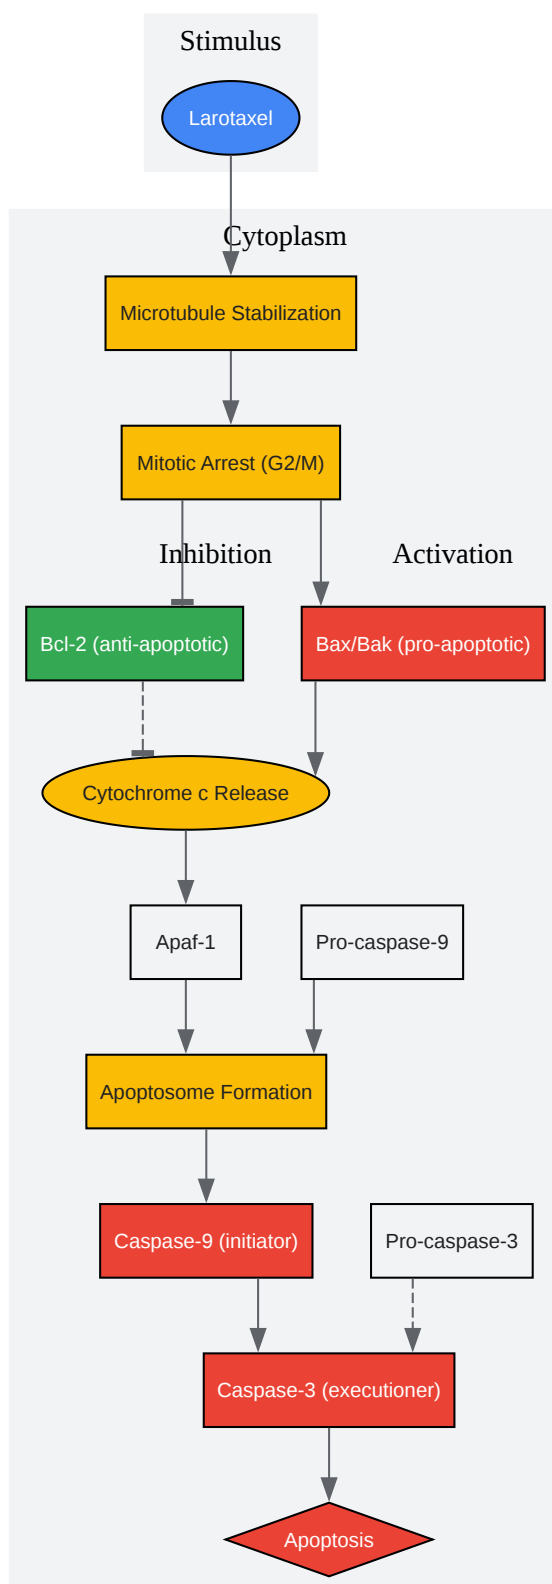 Stimulus
Larotaxel
Cytoplasm
Microtubule Stabilization
Mitotic Arrest (G2/M)
Inhibition
Activation
Bcl-2 (anti-apoptotic)
Bax/Bak (pro-apoptotic)
Cytochrome c Release
Apaf-1
Pro-caspase-9
Apoptosome Formation
Caspase-9 (initiator)
Pro-caspase-3
Caspase-3 (executioner)
Apoptosis